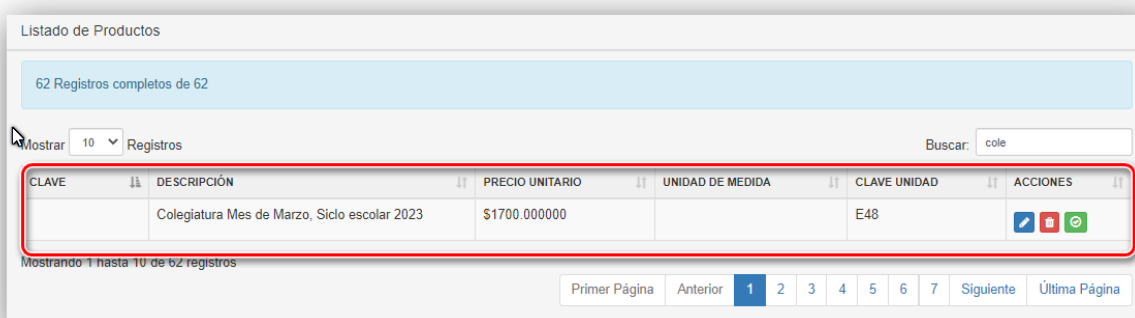 Listado de Productos
62 Registros completos de 62
Mostrar 10 Registros Buscar: cole
CLAVE DESCRIPCIÓN PRECIO UNITARIO UNIDAD DE MEDIDA CLAVE UNIDAD ACCIONES
Colegiatura Mes de Marzo, Siclo escolar 2023 $1700.000000 E48
Mostrando 1 hasta 10 de 62 registros
Primer Página Anterior 1 2 3 4 5 6 7 Siguiente Última Página